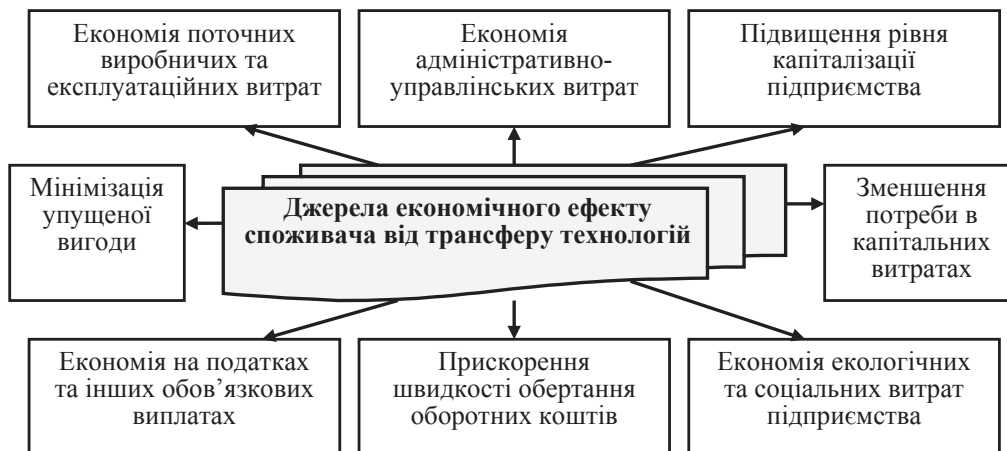 Економія поточних
виробничих та
експлуатаційних витрат
Економія
адміністративно-
управлінських витрат
Підвищення рівня
капіталізації
підприємства
Мінімізація
упущеної
вигоди
Джерела економічного ефекту
споживача від трансферу технологій
Зменшення
потреби в
капітальних
витратах
Економія на податках
та інших обов’язкових
виплатах
Прискорення
швидкості обертання
оборотних коштів
Економія екологічних
та соціальних витрат
підприємства